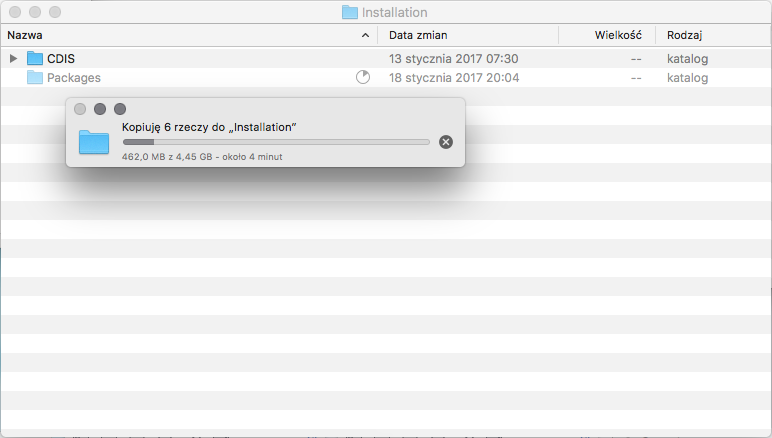 Installation
Nazwa Data zmian Wielkość Rodzaj
CDIS 13 stycznia 2017 07:30 -- katalog
Packages 18 stycznia 2017 20:04 -- katalog
Kopiuję 6 rzeczy do „Installation”
462,0 MB z 4,45 GB - około 4 minut